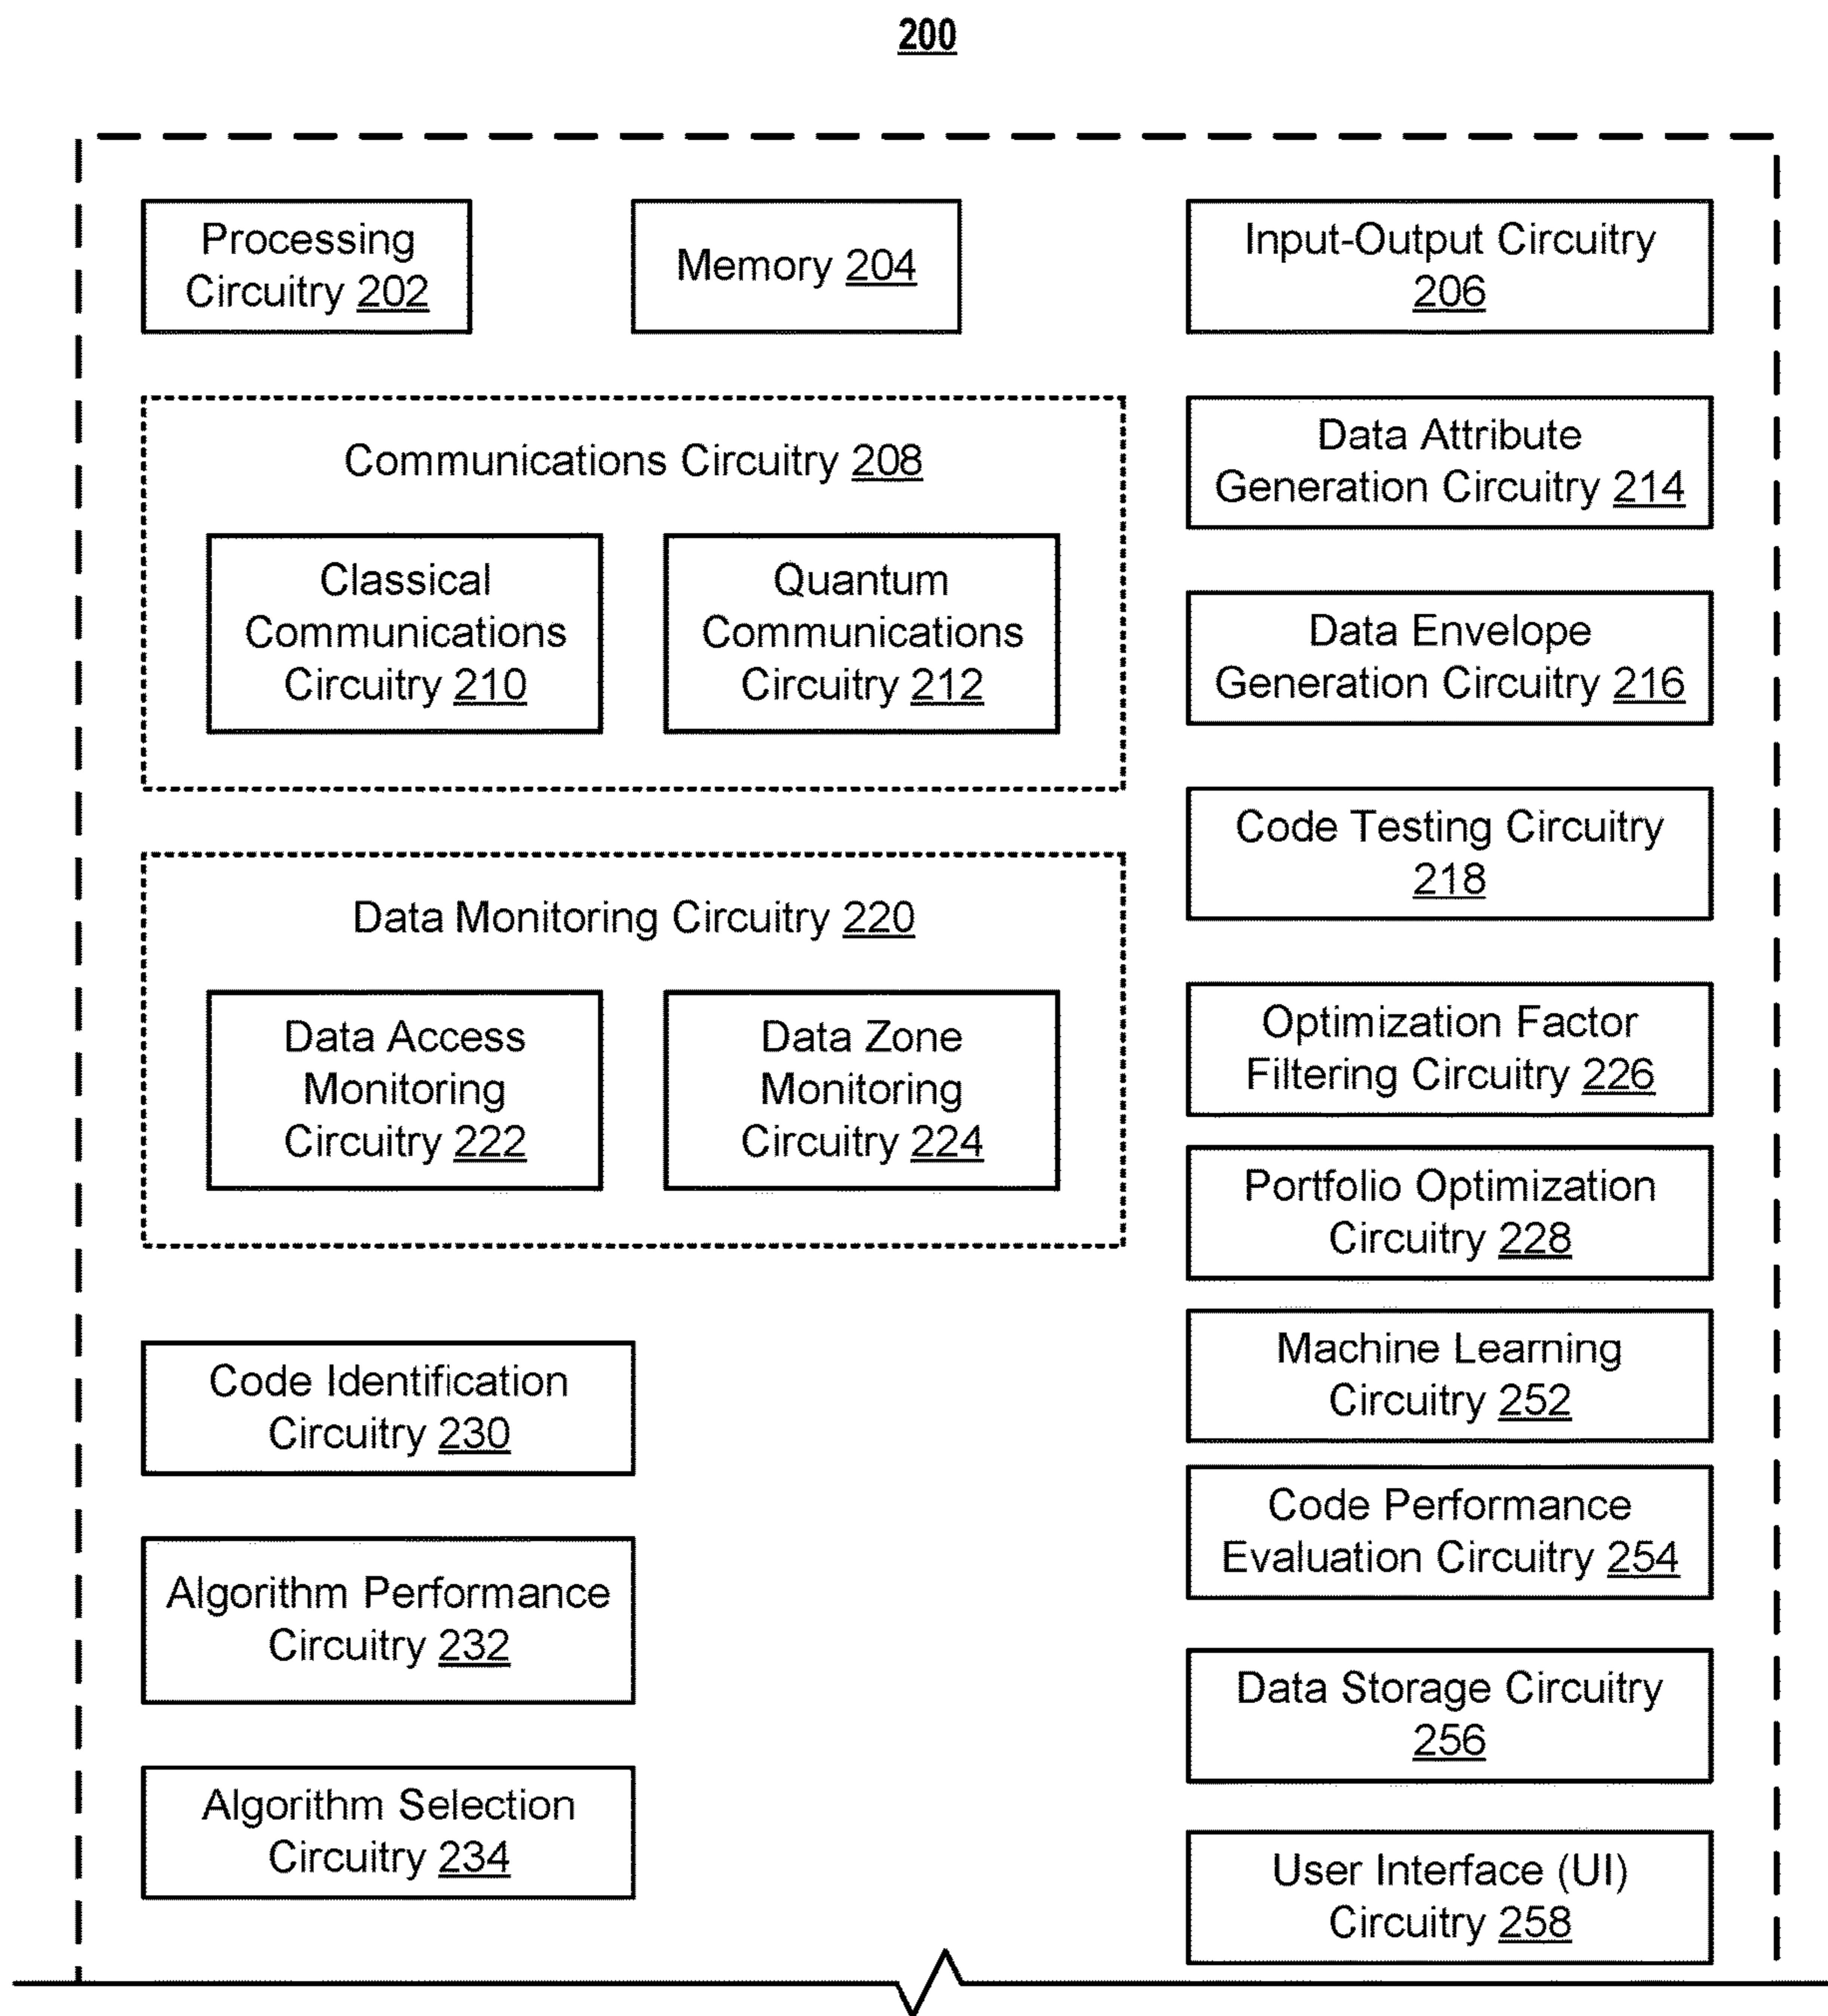 200
Processing
Circuitry 202
Memory 204
Input-Output Circuitry
206
Communications Circuitry 208
Classical
Communications
Circuitry 210
Quantum
Communications
Circuitry 212
Data Attribute
Generation Circuitry 214
Data Envelope
Generation Circuitry 216
Code Testing Circuitry
218
Data Monitoring Circuitry 220
Data Access
Monitoring
Circuitry 222
Data Zone
Monitoring
Circuitry 224
Optimization Factor
Filtering Circuitry 226
Portfolio Optimization
Circuitry 228
Code Identification
Circuitry 230
Algorithm Performance
Circuitry 232
Algorithm Selection
Circuitry 234
Machine Learning
Circuitry 252
Code Performance
Evaluation Circuitry 254
Data Storage Circuitry
256
User Interface (UI)
Circuitry 258